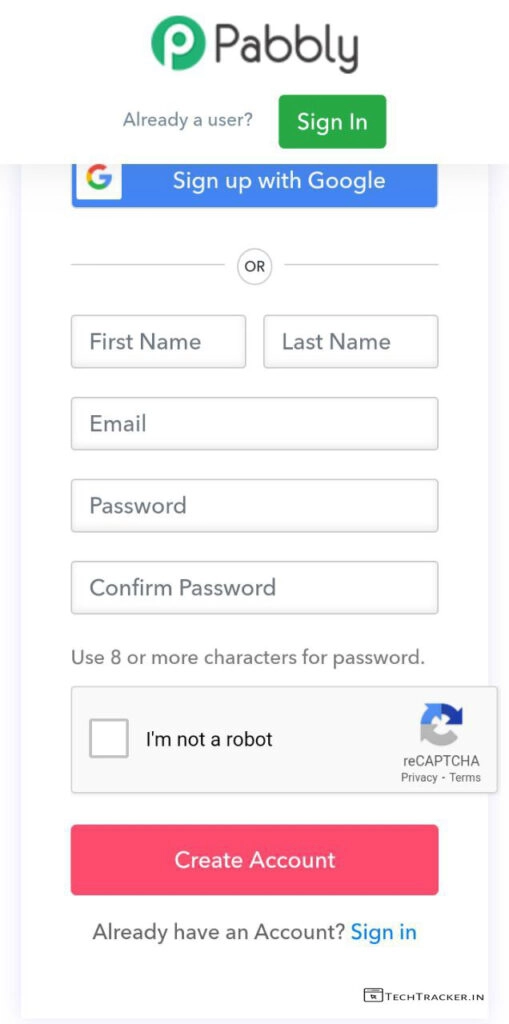 Pabbly
Already a user? Sign In
Sign up with Google
OR
First Name Last Name
Email
Password
Confirm Password
Use 8 or more characters for password.
I'm not a robot
reCAPTCHA
Privacy - Terms
Create Account
Already have an Account? Sign in
TECHTRACKER.IN